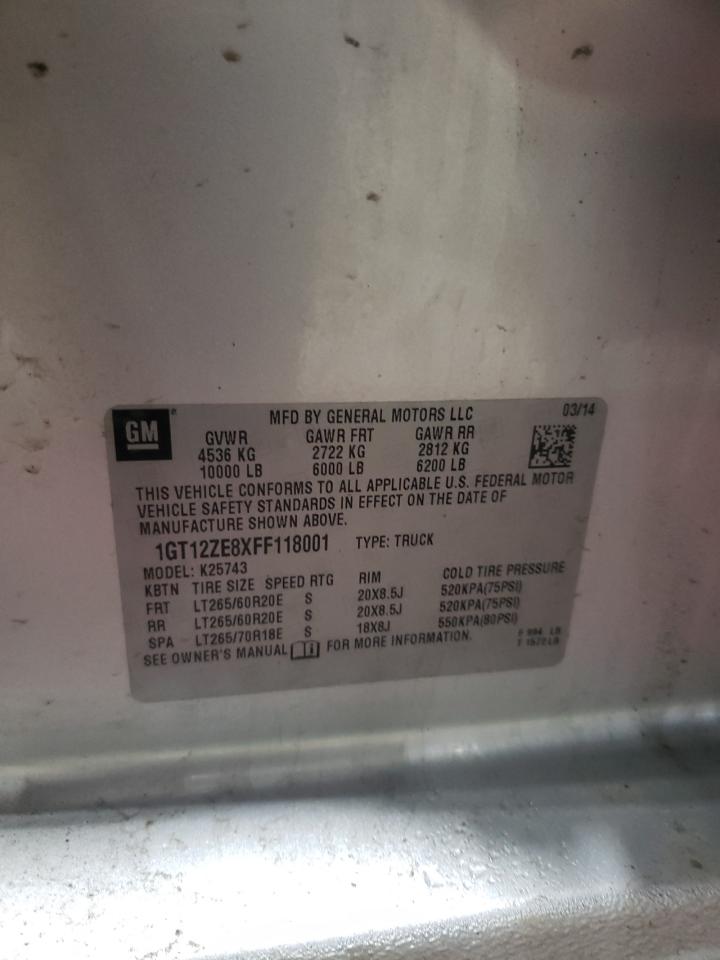 GM
MFD BY GENERAL MOTORS LLC 03/14
GVWR GAWR FRT GAWR RR
4536 KG 2722 KG 2812 KG
10000 LB 6000 LB 6200 LB
THIS VEHICLE CONFORMS TO ALL APPLICABLE U.S. FEDERAL MOTOR
VEHICLE SAFETY STANDARDS IN EFFECT ON THE DATE OF
MANUFACTURE SHOWN ABOVE.
1GT12ZE8XFF118001 TYPE: TRUCK
MODEL: K25743
KBTN TIRE SIZE SPEED RTG RIM COLD TIRE PRESSURE
FRT LT265/60R20E S 20X8.5J 520KPA(75PSI)
RR LT265/60R20E S 20X8.5J 520KPA(75PSI)
SPA LT265/70R18E S 18X8J 550KPA(80PSI)
SEE OWNER'S MANUAL FOR MORE INFORMATION.
F 994 LB
T 1572 LB